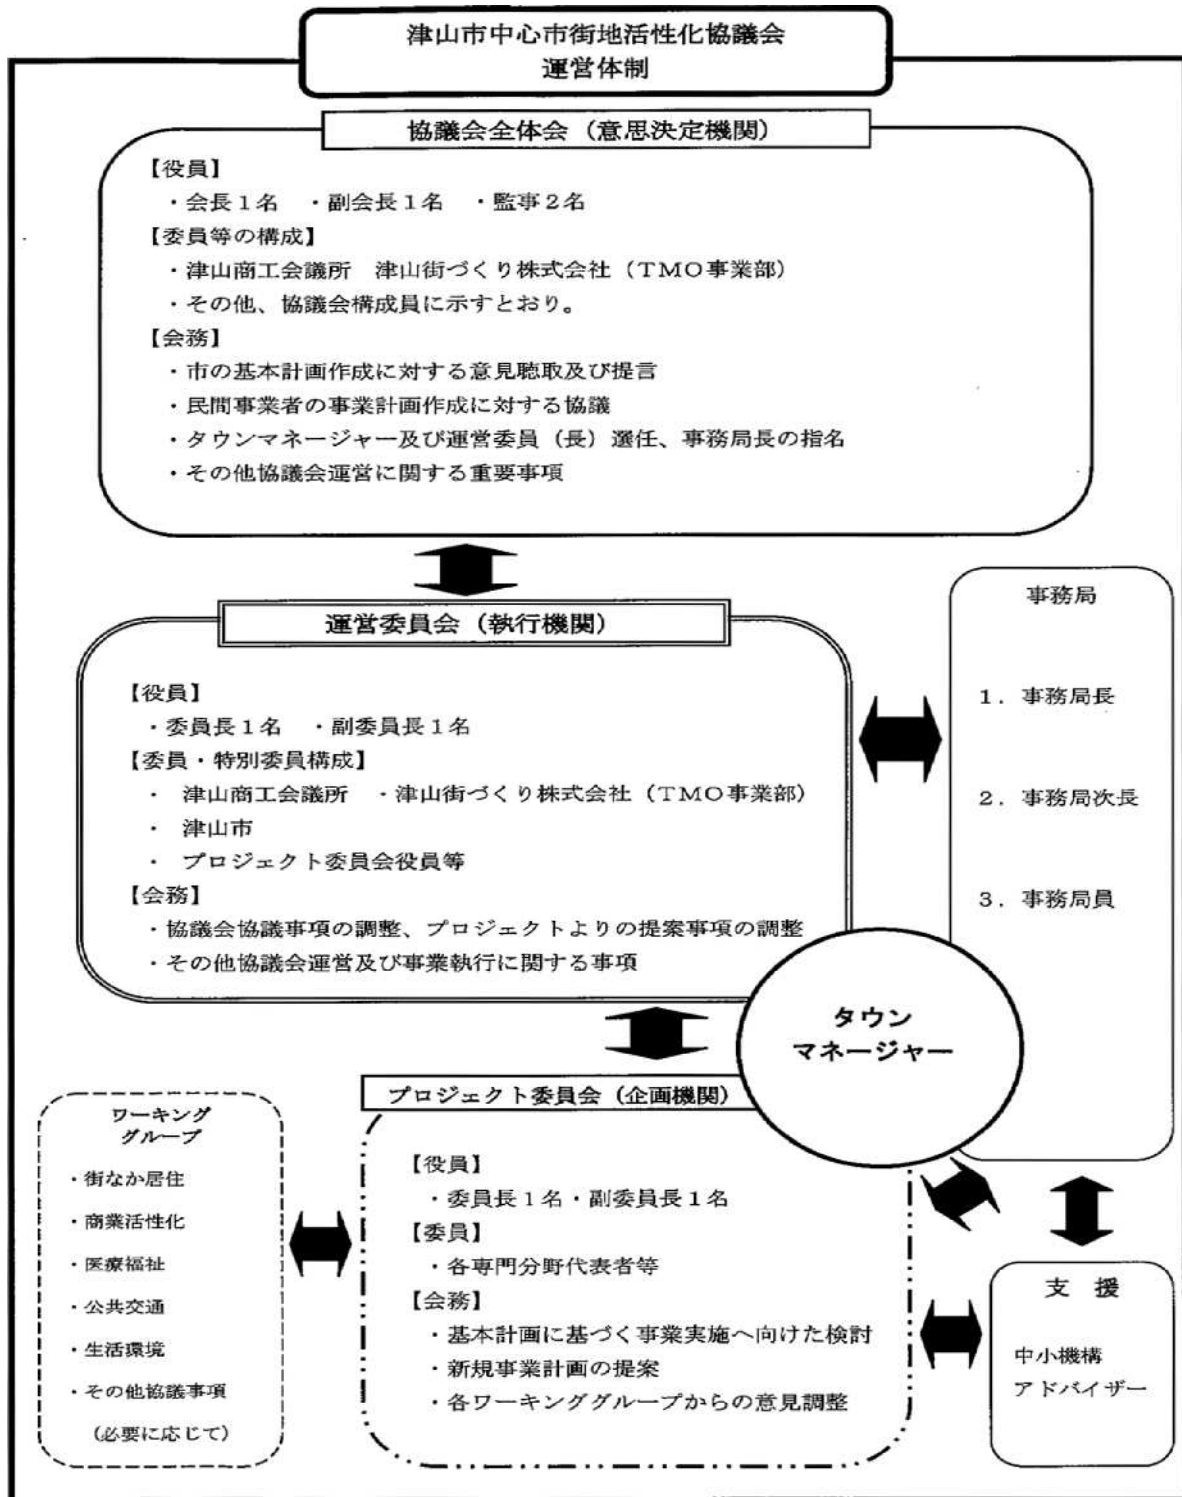 津山市中心市街地活性化協議会
運営体制
協議会全体会（意思決定機関）
【役員】
・会長１名　・副会長１名　・監事２名
【委員等の構成】
・津山商工会議所　津山街づくり株式会社（ＴＭＯ事業部）
・その他、協議会構成員に示すとおり。
【会務】
・市の基本計画作成に対する意見聴取及び提言
・民間事業者の事業計画作成に対する協議
・タウンマネージャー及び運営委員（長）選任、事務局長の指名
・その他協議会運営に関する重要事項
運営委員会（執行機関）
【役員】
・委員長１名　・副委員長１名
【委員・特別委員構成】
・　津山商工会議所　・津山街づくり株式会社（ＴＭＯ事業部）
・　津山市
・　プロジェクト委員会役員等
【会務】
・協議会協議事項の調整、プロジェクトよりの提案事項の調整
・その他協議会運営及び事業執行に関する事項
事務局
１．事務局長
２．事務局次長
３．事務局員
タウン
マネージャー
ワーキング
グループ
・街なか居住
・商業活性化
・医療福祉
・公共交通
・生活環境
・その他協議事項
（必要に応じて）
プロジェクト委員会（企画機関）
【役員】
・委員長１名・副委員長１名
【委員】
・各専門分野代表者等
【会務】
・基本計画に基づく事業実施へ向けた検討
・新規事業計画の提案
・各ワーキンググループからの意見調整
支　援
中小機構
アドバイザー